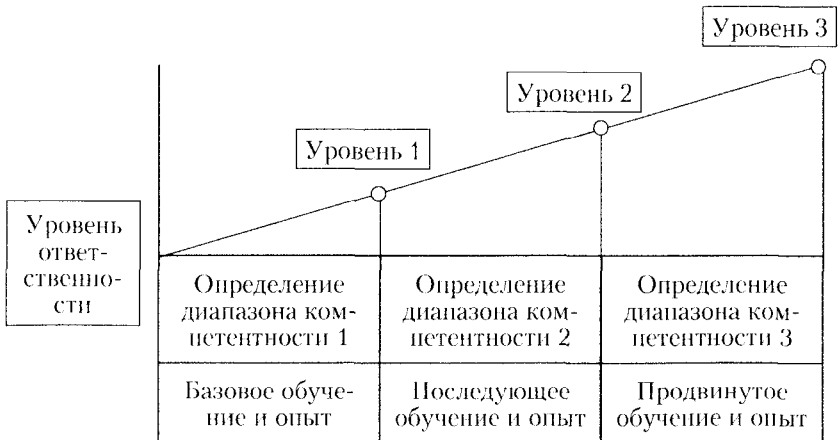 Уровень 3
Уровень 2
Уровень 1
Уровень
ответ-
ственно-
сти
Определение
диапазона ком-
петентности 1
Определение
диапазона ком-
петентности 2
Определение
диапазона ком-
петентности 3
Базовое обуче-
ние и опыт
Последующее
обучение и опыт
Продвинутое
обучение и опыт